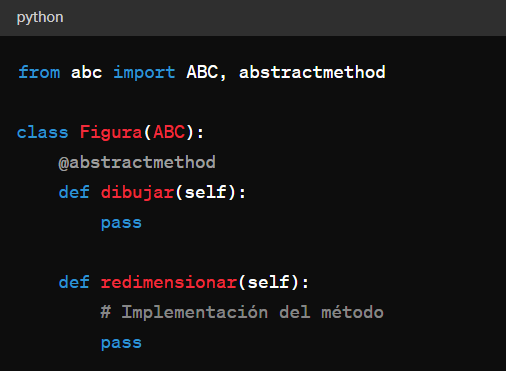 python
from abc import ABC, abstractmethod
class Figura(ABC):
    @abstractmethod
    def dibujar(self):
        pass
    def redimensionar(self):
        # Implementación del método
        pass